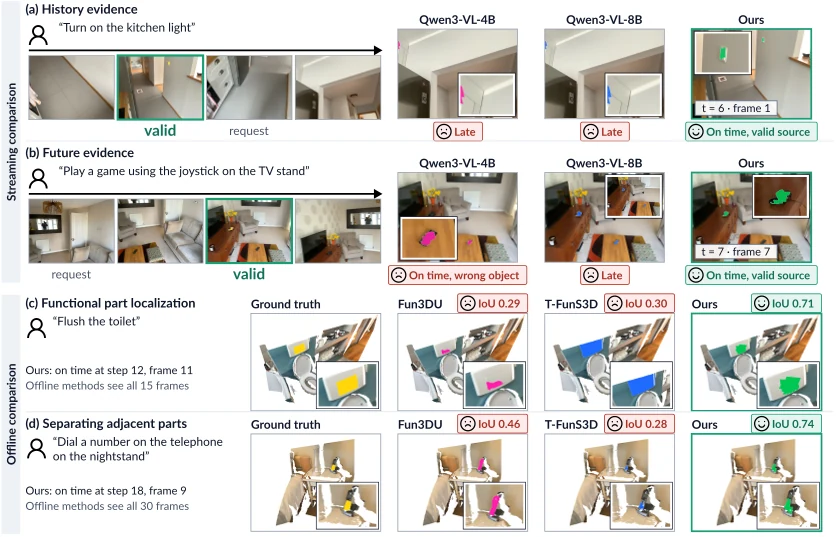 Streaming comparison
(a) History evidence
“Turn on the kitchen light”
valid
request
Qwen3-VL-4B
Late
Qwen3-VL-8B
Late
Ours
t = 6 · frame 1
On time, valid source
(b) Future evidence
“Play a game using the joystick on the TV stand”
request
valid
Qwen3-VL-4B
On time, wrong object
Qwen3-VL-8B
Late
Ours
t = 7 · frame 7
On time, valid source
Offline comparison
(c) Functional part localization
“Flush the toilet”
Ours: on time at step 12, frame 11
Offline methods see all 15 frames
Ground truth
Fun3DU
IoU 0.29
T-FunS3D
IoU 0.30
Ours
IoU 0.71
(d) Separating adjacent parts
“Dial a number on the telephone
on the nightstand”
Ours: on time at step 18, frame 9
Offline methods see all 30 frames
Ground truth
Fun3DU
IoU 0.46
T-FunS3D
IoU 0.28
Ours
IoU 0.74